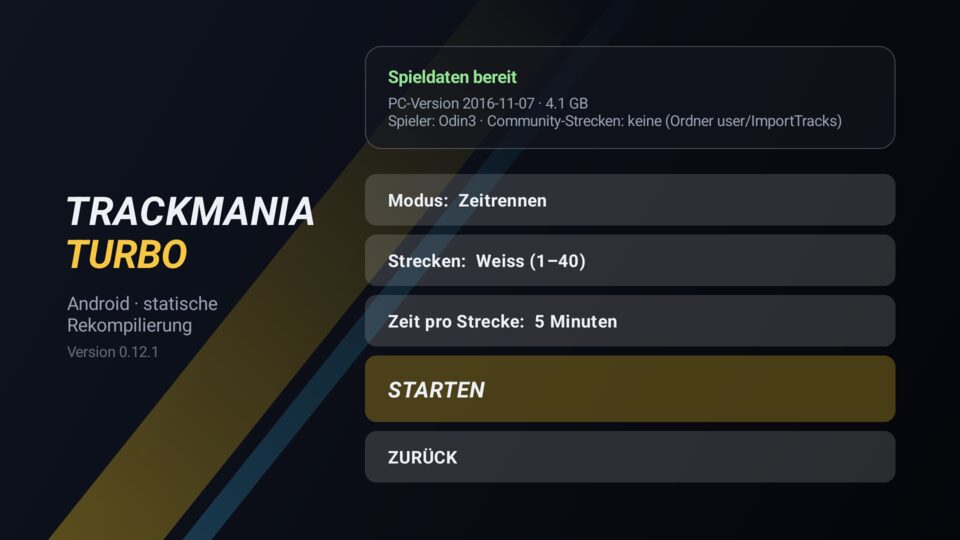 TRACKMANIA
TURBO
Android · statische
Rekompilierung
Version 0.12.1
Spieldaten bereit
PC-Version 2016-11-07 · 4.1 GB
Spieler: Odin3 · Community-Strecken: keine (Ordner user/ImportTracks)
Modus: Zeitrennen
Strecken: Weiss (1–40)
Zeit pro Strecke: 5 Minuten
STARTEN
ZURÜCK